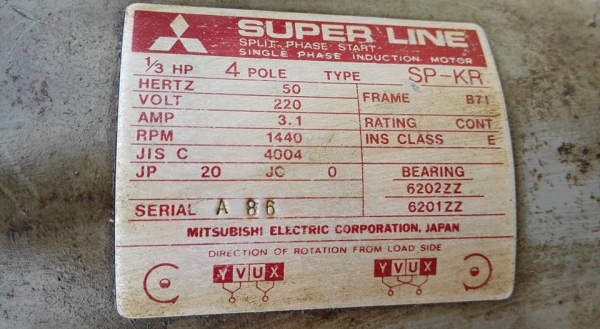 SUPER LINE
SPLIT-PHASE START
SINGLE PHASE INDUCTION MOTOR
1/3 HP 4 POLE TYPE SP-KR
HERTZ 50
VOLT 220
AMP 3.1
RPM 1440
JIS C 4004
JP 20 JC 0
SERIAL A 86
FRAME B71
RATING CONT
INS CLASS E
BEARING
6202ZZ
6201ZZ
MITSUBISHI ELECTRIC CORPORATION, JAPAN
DIRECTION OF ROTATION FROM LOAD SIDE
YVUX YVUX